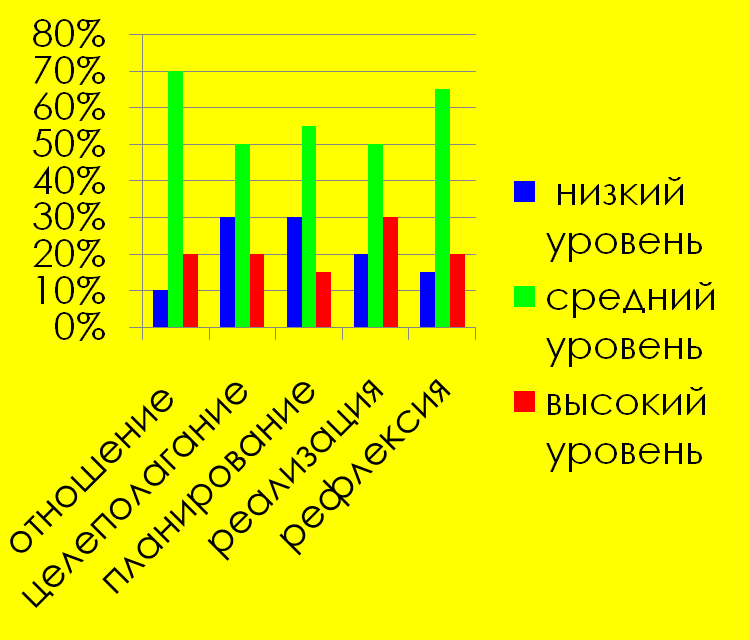 80%
70%
60%
50%
40%
30%
20%
10%
0%
отношение
целеполагание
планирование
реализация
рефлексия
низкий
уровень
средний
уровень
высокий
уровень